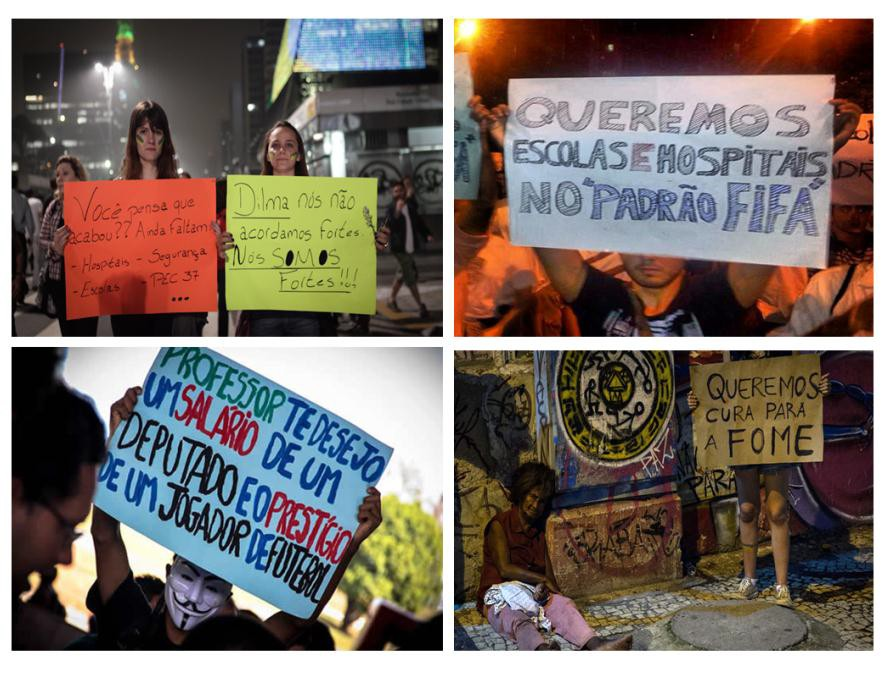 Você pensa que
acabou?? Ainda faltam:
- Hospitais - Segurança
- Escolas - PEC 37
...
Dilma nós não
acordamos fortes.
Nós SOMOS
Fortes!!!
QUEREMOS
ESCOLAS E HOSPITAIS
NO "PADRÃO FIFA"
PROFESSOR TE DESEJO
UM SALÁRIO DE UM
DEPUTADO E O PRESTÍGIO
DE UM JOGADOR DE FUTEBOL
QUEREMOS
CURA PARA
A FOME
PARA